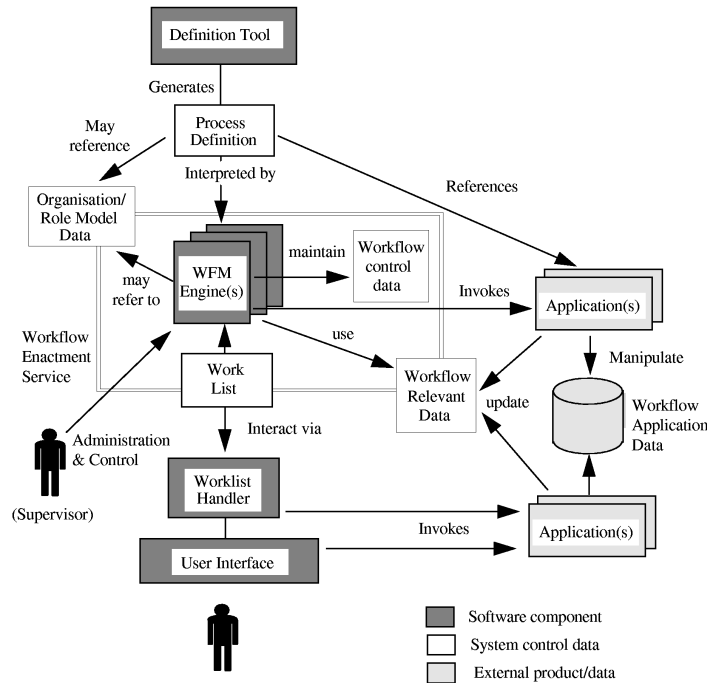 Definition Tool
Generates
May
reference
Process
Definition
Interpreted by
References
Organisation/
Role Model
Data
WFM
Engine(s)
maintain
Workflow
control
data
may
refer to
Invokes
Application(s)
Workflow
Enactment
Service
use
Manipulate
Work
List
Workflow
Relevant
Data
update
Workflow
Application
Data
Administration
& Control
Interact via
(Supervisor)
Worklist
Handler
Invokes
Application(s)
User Interface
Software component
System control data
External product/data